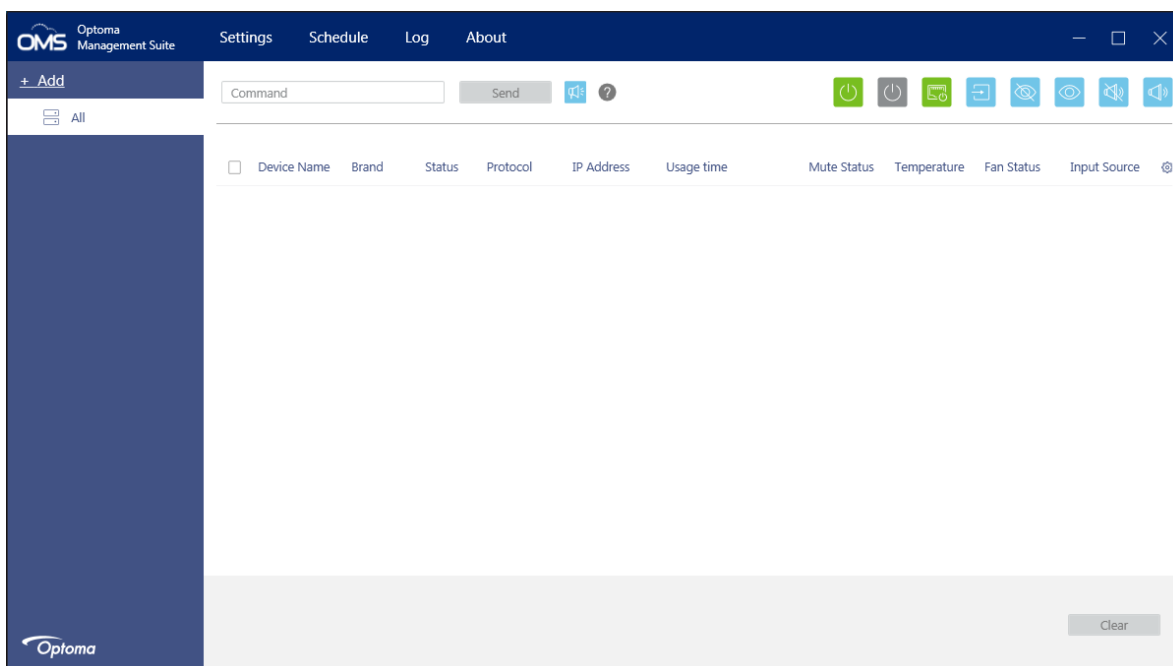 OMS Optoma Management Suite
Settings Schedule Log About
+ Add
Command Send ?
All
Device Name Brand Status Protocol IP Address Usage time Mute Status Temperature Fan Status Input Source
Clear
Optoma